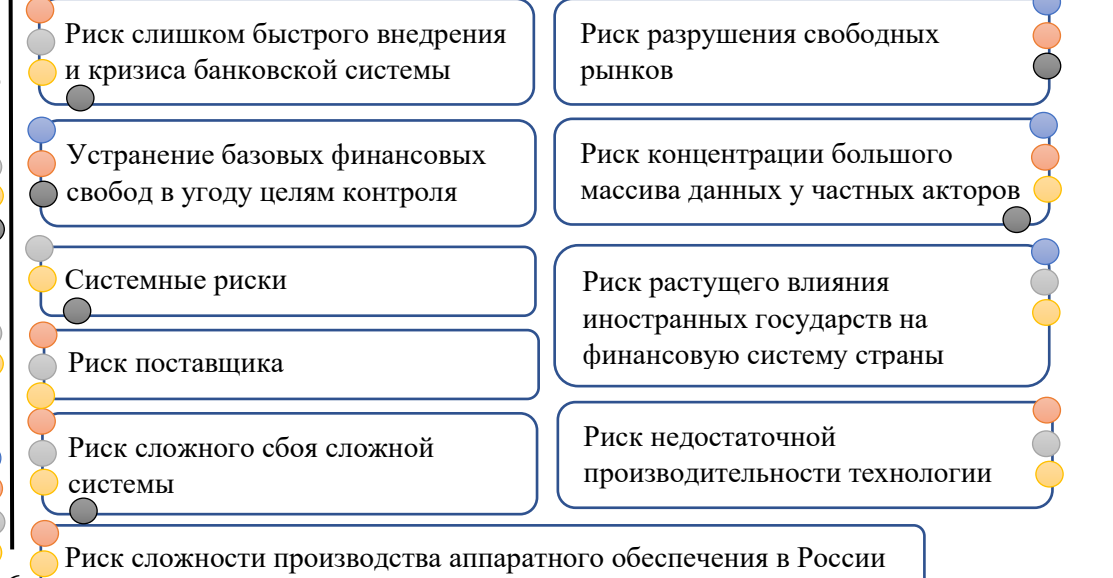 Риск слишком быстрого внедрения
и кризиса банковской системы
Риск разрушения свободных
рынков
Устранение базовых финансовых
свобод в угоду целям контроля
Риск концентрации большого
массива данных у частных акторов
Системные риски
Риск растущего влияния
иностранных государств на
финансовую систему страны
Риск поставщика
Риск сложного сбоя сложной
системы
Риск недостаточной
производительности технологии
Риск сложности производства аппаратного обеспечения в России